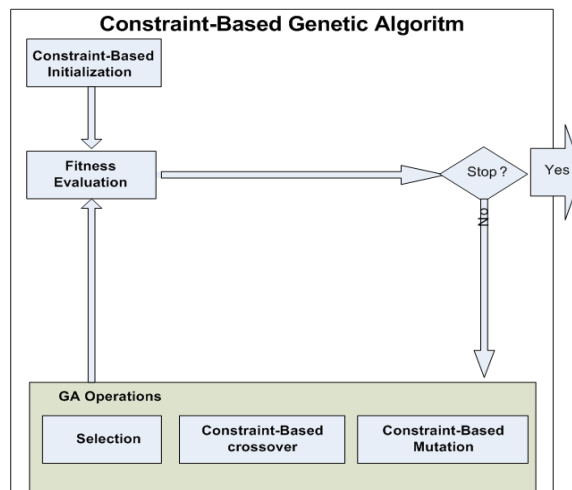 Constraint-Based Genetic Algoritm
Constraint-Based
Initialization
Fitness
Evaluation
Stop ?
Yes
No
GA Operations
Selection
Constraint-Based
crossover
Constraint-Based
Mutation